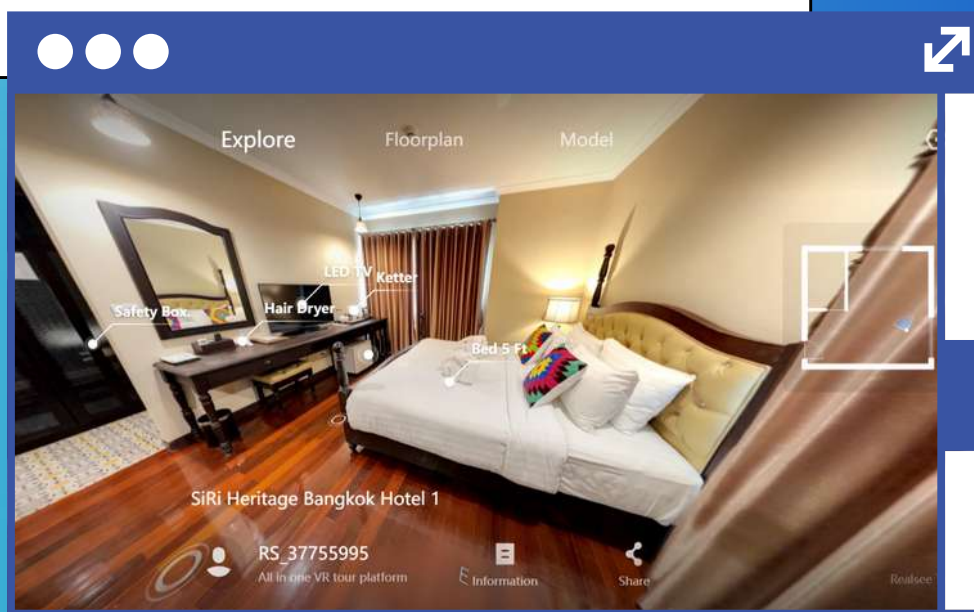 Explore
Floorplan
Model
LED TV
Ketter
Safety Box.
Hair Dryer
Bed 5 Ft
SiRi Heritage Bangkok Hotel 1
RS_37755995
All in one VR tour platform
Information
Share
Realsee